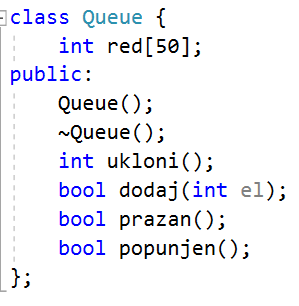 class Queue {
    int red[50];
public:
    Queue();
    ~Queue();
    int ukloni();
    bool dodaj(int el);
    bool prazan();
    bool popunjen();
};